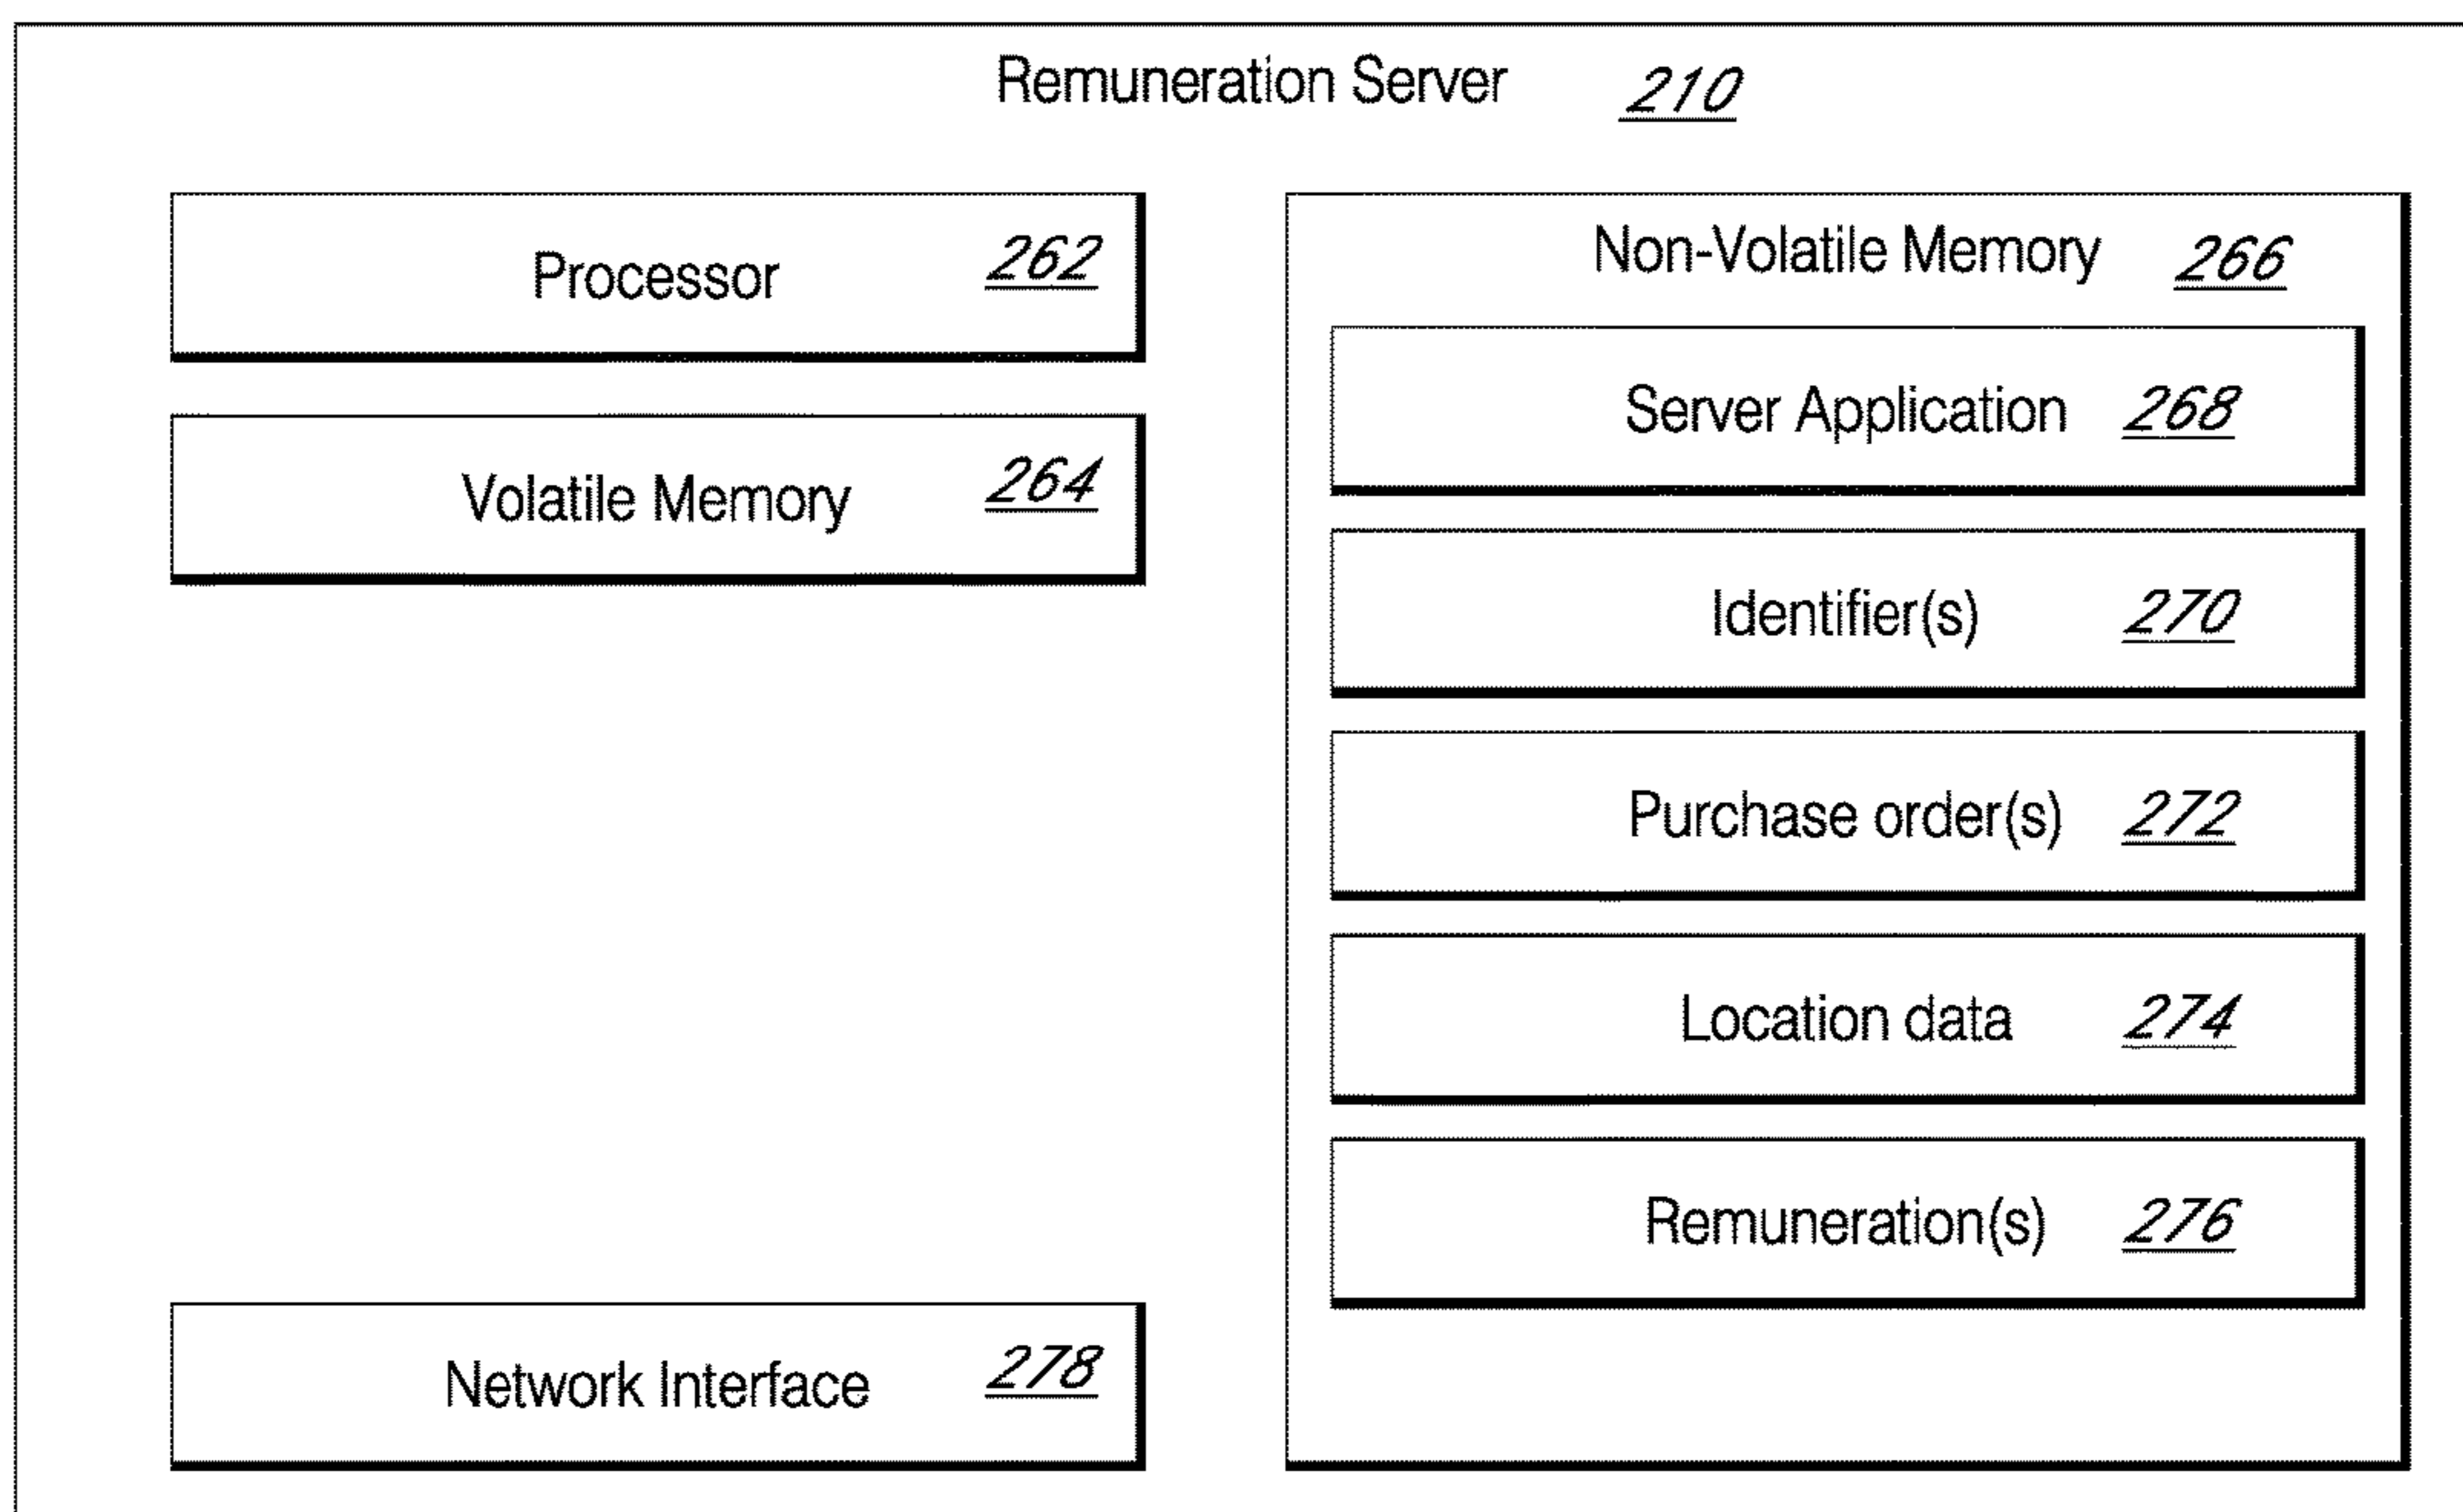 Remuneration Server 210
Processor 262
Volatile Memory 264
Network Interface 278
Non-Volatile Memory 266
Server Application 268
Identifier(s) 270
Purchase order(s) 272
Location data 274
Remuneration(s) 276